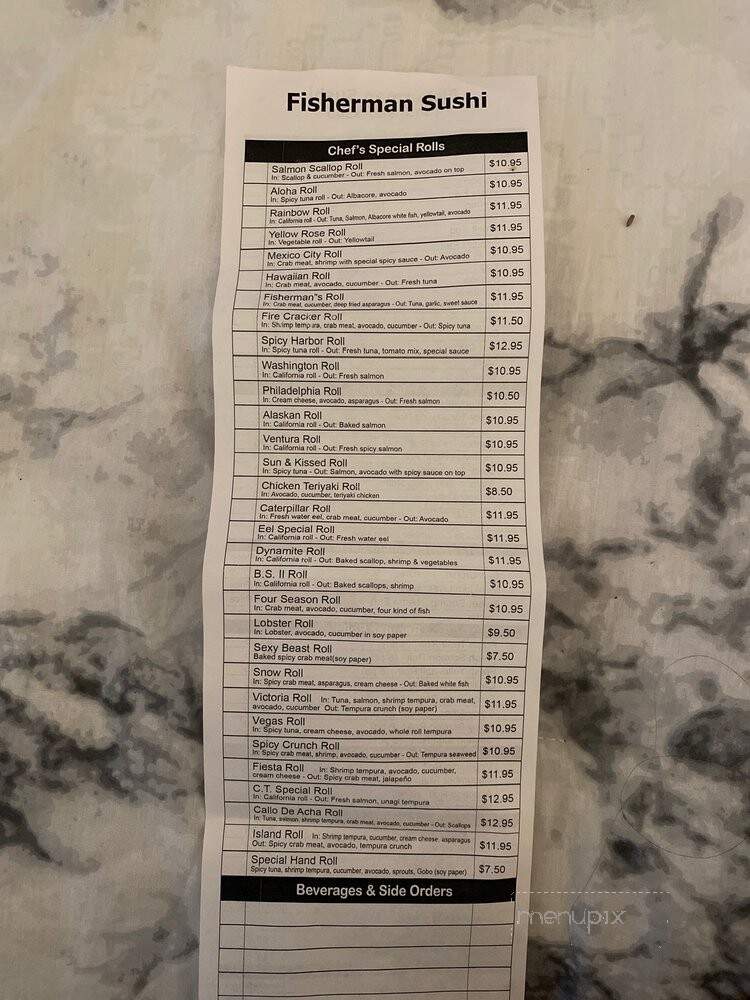 Fisherman Sushi
Chef's Special Rolls
Salmon Scallop Roll $10.95
In: Scallop & cucumber - Out: Fresh salmon, avocado on top
Aloha Roll $10.95
In: Spicy tuna roll - Out: Albacore, avocado
Rainbow Roll $11.95
In: California roll - Out: Tuna, Salmon, Albacore white fish, yellowtail, avocado
Yellow Rose Roll $11.95
In: Vegetable roll - Out: Yellowtail
Mexico City Roll $10.95
In: Crab meat, shrimp with special spicy sauce - Out: Avocado
Hawaiian Roll $10.95
In: Crab meat, avocado, cucumber - Out: Fresh tuna
Fisherman"s Roll $11.95
In: Crab meat, cucumber, deep fried asparagus - Out: Tuna, garlic, sweet sauce
Fire Cracker Roll $11.50
In: Shrimp tempura, crab meat, avocado, cucumber - Out: Spicy tuna
Spicy Harbor Roll $12.95
In: Spicy tuna roll - Out: Fresh tuna, tomato mix, special sauce
Washington Roll $10.95
In: California roll - Out: Fresh salmon
Philadelphia Roll $10.50
In: Cream cheese, avocado, asparagus - Out: Fresh salmon
Alaskan Roll $10.95
In: California roll - Out: Baked salmon
Ventura Roll $10.95
In: California roll - Out: Fresh spicy salmon
Sun & Kissed Roll $10.95
In: Spicy tuna - Out: Salmon, avocado with spicy sauce on top
Chicken Teriyaki Roll $8.50
In: Avocado, cucumber, teriyaki chicken
Caterpillar Roll $11.95
In: Fresh water eel, crab meat, cucumber - Out: Avocado
Eel Special Roll $11.95
In: California roll - Out: Fresh water eel
Dynamite Roll $11.95
In: California roll - Out: Baked scallop, shrimp & vegetables
B.S. II Roll $10.95
In: California roll - Out: Baked scallops, shrimp
Four Season Roll $10.95
In: Crab meat, avocado, cucumber, four kind of fish
Lobster Roll $9.50
In: Lobster, avocado, cucumber in soy paper
Sexy Beast Roll $7.50
Baked spicy crab meat(soy paper)
Snow Roll $10.95
In: Spicy crab meat, asparagus, cream cheese - Out: Baked white fish
Victoria Roll In: Tuna, salmon, shrimp tempura, crab meat, $11.95
avocado, cucumber Out: Tempura crunch (soy paper)
Vegas Roll $10.95
In: Spicy tuna, cream cheese, avocado, whole roll tempura
Spicy Crunch Roll $10.95
In: Spicy crab meat, shrimp, avocado, cucumber - Out: Tempura seaweed
Fiesta Roll In: Shrimp tempura, avocado, cucumber, $11.95
cream cheese - Out: Spicy crab meat, jalapeño
C.T. Special Roll $12.95
In: California roll - Out: Fresh salmon, unagi tempura
Callo De Acha Roll $12.95
In: Tuna, salmon, shrimp tempura, crab meat, avocado, cucumber - Out: Scallops
Island Roll In: Shrimp tempura, cucumber, cream cheese, asparagus $11.95
Out: Spicy crab meat, avocado, tempura crunch
Special Hand Roll $7.50
Spicy tuna, shrimp tempura, cucumber, avocado, sprouts, Gobo (soy paper)
Beverages & Side Orders
menupix